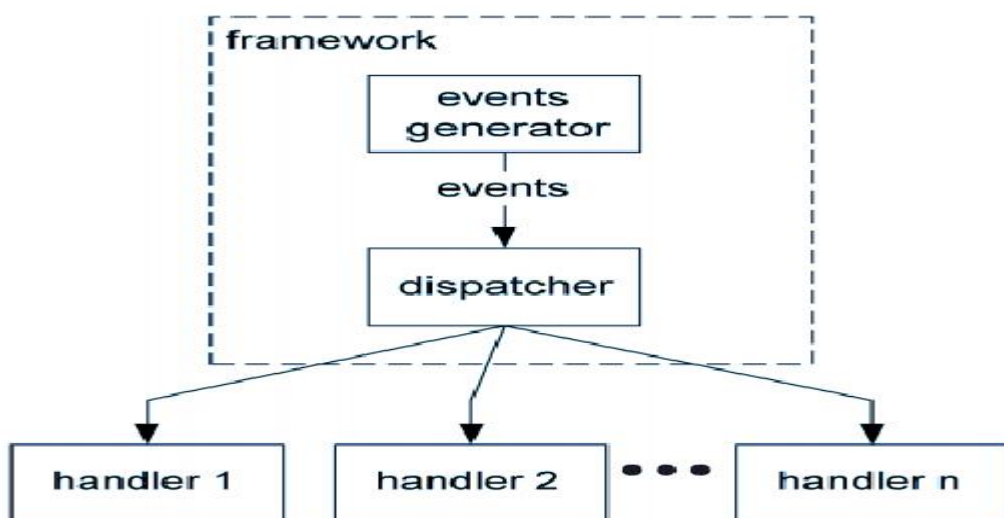 framework
events
generator
events
dispatcher
handler 1
handler 2
handler n